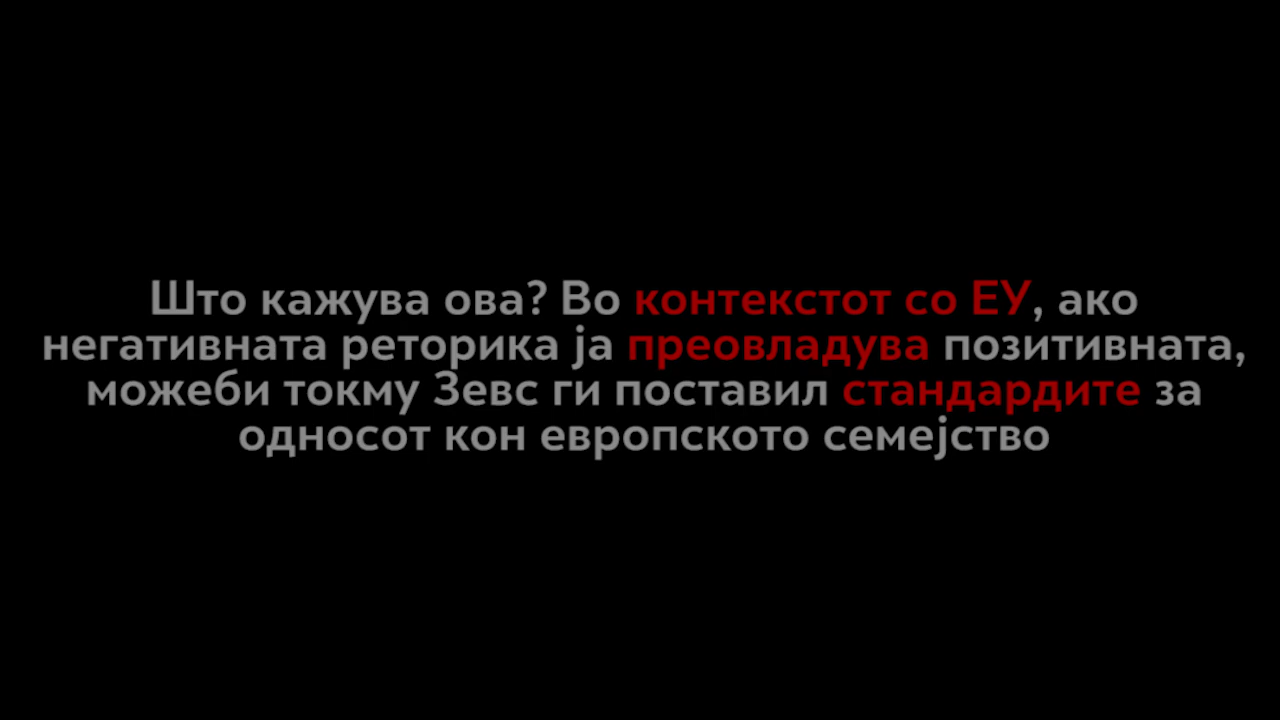 Што кажува ова? Во контекстот со ЕУ, ако
негативната реторика ја преовладува позитивната,
можеби токму Зевс ги поставил стандардите за
односот кон европското семејство